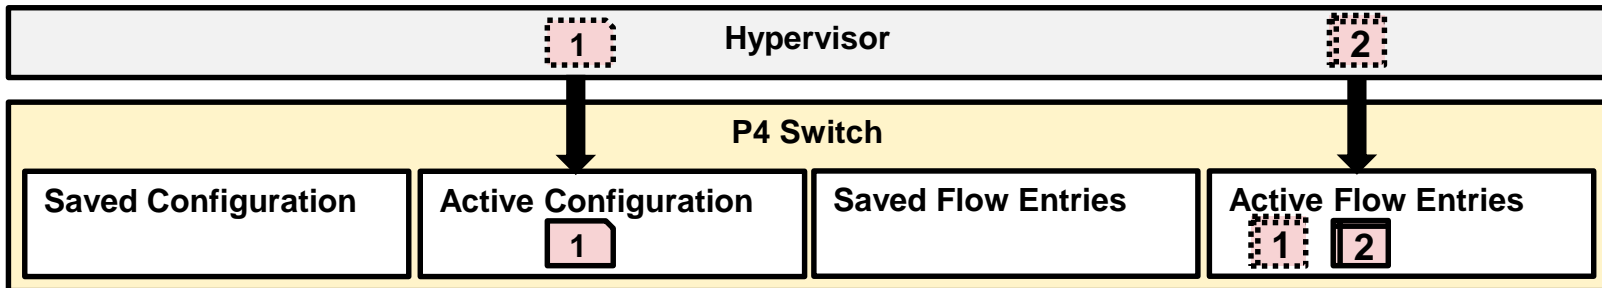 1 Hypervisor 2
P4 Switch
Saved Configuration
Active Configuration
1
Saved Flow Entries
Active Flow Entries
1 2